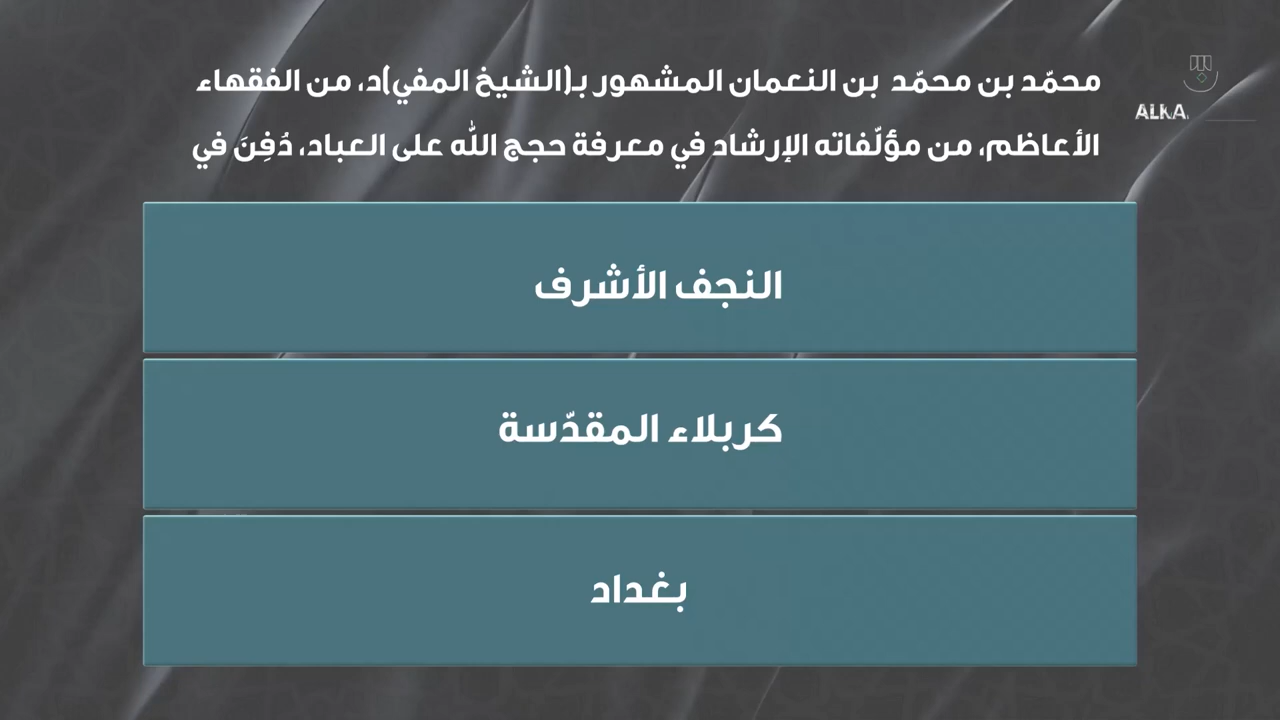 محمّد بن محمّد بن النعمان المشهور بـ(الشيخ المفي)د، من الفقهاء
الأعاظم، من مؤلّفاته الإرشاد في معرفة حجج الله على العباد، دُفِنَ في
ALKA
النجف الأشرف
كربلاء المقدّسة
بغداد